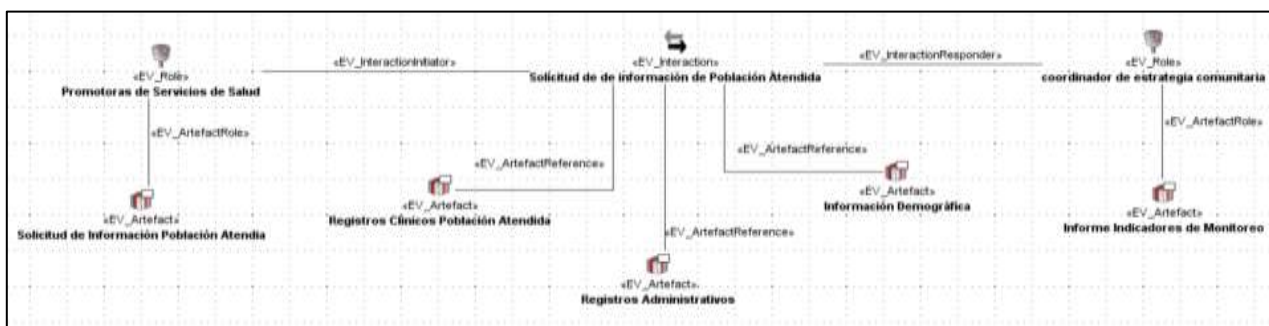 «EV_Role»
Promotoras de Servicios de Salud
«EV_InteractionInitiator»
«EV_Interaction»
Solicitud de de información de Población Atendida
«EV_InteractionResponder»
«EV_Role»
coordinador de estrategia comunitaria
«EV_ArtefactRole»
«EV_ArtefactReference»
«EV_ArtefactReference»
«EV_ArtefactRole»
«EV_Artefact»
Solicitud de Información Población Atendia
«EV_Artefact»
Registros Clínicos Población Atendida
«EV_Artefact»
Información Demográfica
«EV_Artefact»
Informe Indicadores de Monitoreo
«EV_ArtefactReference»
«EV_Artefact»
Registros Administrativos